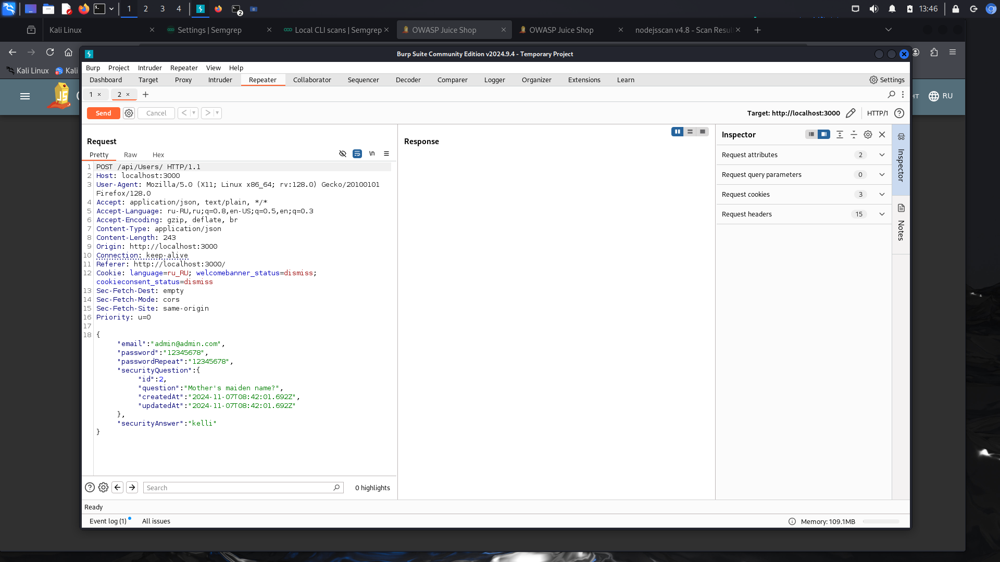 1
2
3
4
2
13:46
Kali Linux
Settings | Semgrep
Local CLI scans | Semgrep
OWASP Juice Shop
OWASP Juice Shop
nodejsscan v4.8 - Scan Result
Burp Suite Community Edition v2024.9.4 - Temporary Project
Kali Linux
Kali
Burp
Project
Intruder
Repeater
View
Help
Dashboard
Target
Proxy
Intruder
Repeater
Collaborator
Sequencer
Decoder
Comparer
Logger
Organizer
Extensions
Learn
Settings
JS
RU
1 ×
2 ×
Send
Cancel
Target: http://localhost:3000
HTTP/1
Request
Pretty
Raw
Hex
\n
1 POST /api/Users/ HTTP/1.1
2 Host: localhost:3000
3 User-Agent: Mozilla/5.0 (X11; Linux x86_64; rv:128.0) Gecko/20100101
Firefox/128.0
4 Accept: application/json, text/plain, */*
5 Accept-Language: ru-RU,ru;q=0.8,en-US;q=0.5,en;q=0.3
6 Accept-Encoding: gzip, deflate, br
7 Content-Type: application/json
8 Content-Length: 243
9 Origin: http://localhost:3000
10 Connection: keep-alive
11 Referer: http://localhost:3000/
12 Cookie: language=ru_RU; welcomebanner_status=dismiss;
cookieconsent_status=dismiss
13 Sec-Fetch-Dest: empty
14 Sec-Fetch-Mode: cors
15 Sec-Fetch-Site: same-origin
16 Priority: u=0
17
18 {
"email":"admin@admin.com",
"password":"12345678",
"passwordRepeat":"12345678",
"securityQuestion":{
"id":2,
"question":"Mother's maiden name?",
"createdAt":"2024-11-07T08:42:01.692Z",
"updatedAt":"2024-11-07T08:42:01.692Z"
},
"securityAnswer":"kelli"
}
Search
0 highlights
Response
Inspector
Request attributes 2
Request query parameters 0
Request cookies 3
Request headers 15
Inspector
Notes
Ready
Event log (1)
All issues
Memory: 109.1MB